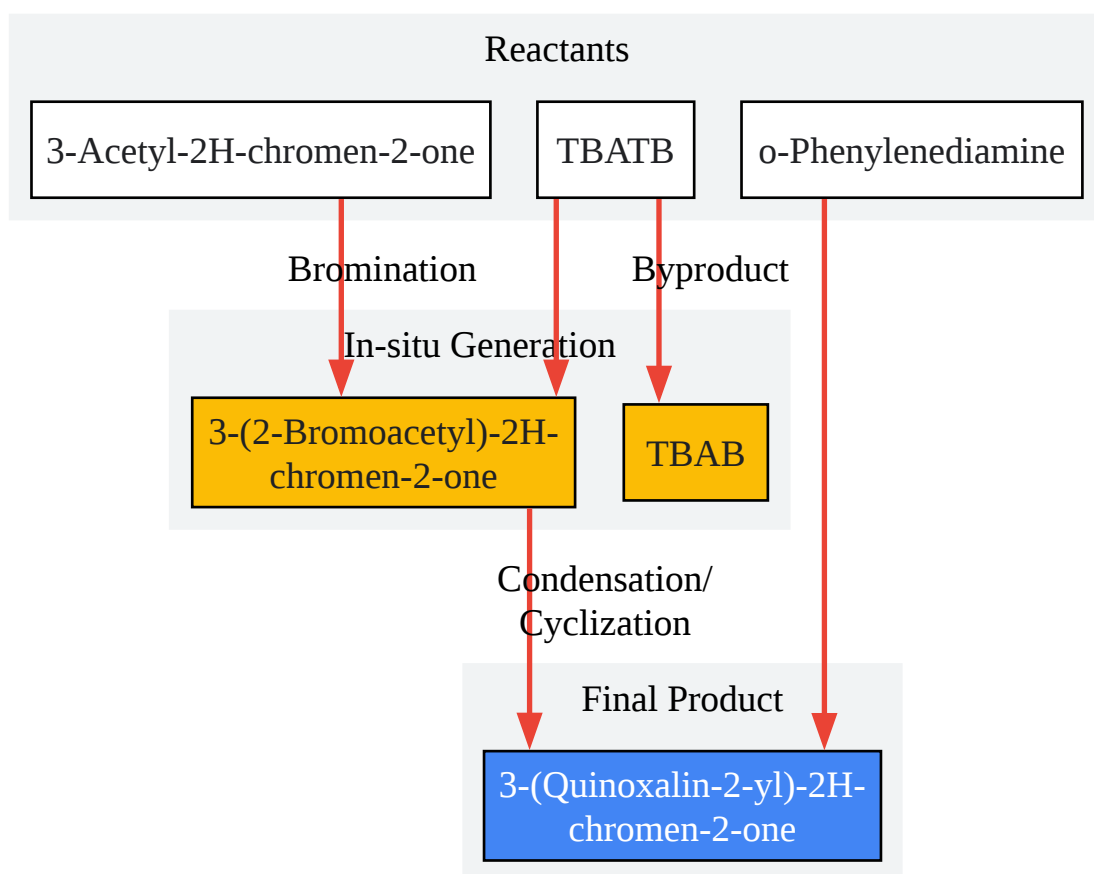 Reactants
3-Acetyl-2H-chromen-2-one
TBATB
o-Phenylenediamine
Bromination
Byproduct
In-situ Generation
3-(2-Bromoacetyl)-2H-
chromen-2-one
TBAB
Condensation/
Cyclization
Final Product
3-(Quinoxalin-2-yl)-2H-
chromen-2-one